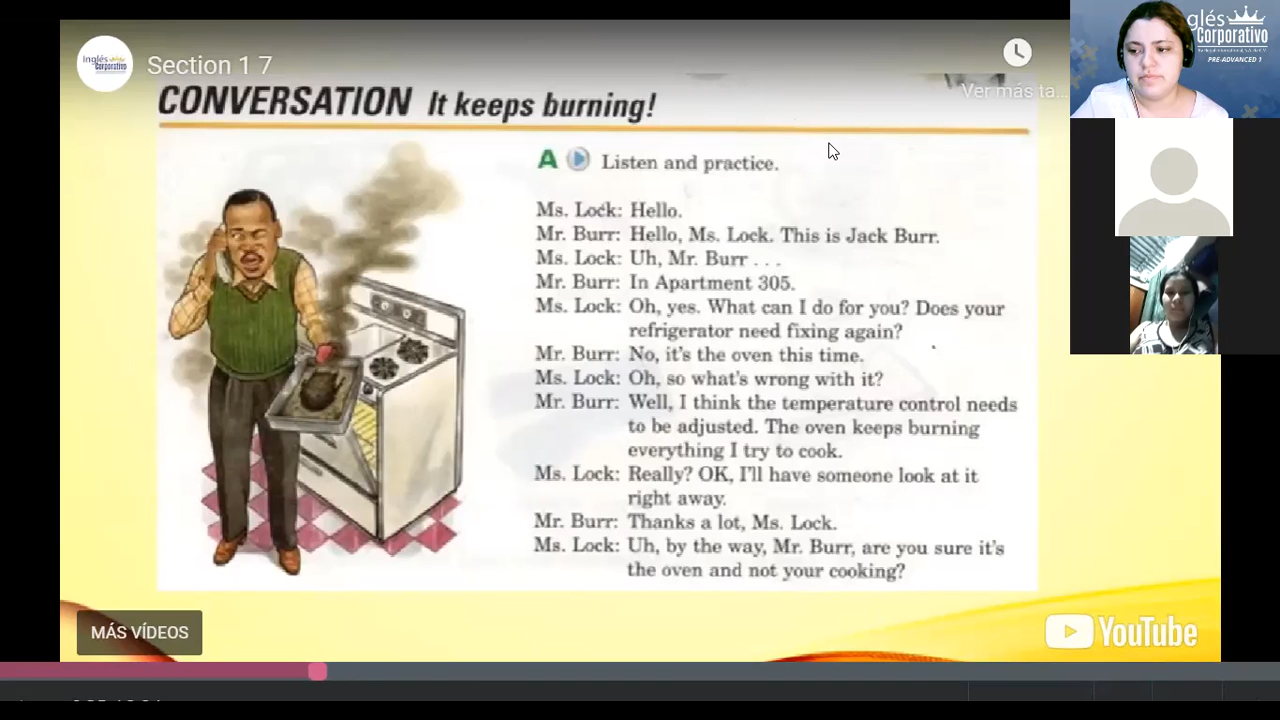 Inglés
Corporativo
Section 1 7
Ver más ta...
glés
Corporativo
PRE-ADVANCED 1
CONVERSATION It keeps burning!
A Listen and practice.
Ms. Lock: Hello.
Mr. Burr: Hello, Ms. Lock. This is Jack Burr.
Ms. Lock: Uh, Mr. Burr . . .
Mr. Burr: In Apartment 305.
Ms. Lock: Oh, yes. What can I do for you? Does your
refrigerator need fixing again?
Mr. Burr: No, it's the oven this time.
Ms. Lock: Oh, so what's wrong with it?
Mr. Burr: Well, I think the temperature control needs
to be adjusted. The oven keeps burning
everything I try to cook.
Ms. Lock: Really? OK, I'll have someone look at it
right away.
Mr. Burr: Thanks a lot, Ms. Lock.
Ms. Lock: Uh, by the way, Mr. Burr, are you sure it's
the oven and not your cooking?
MÁS VÍDEOS
YouTube